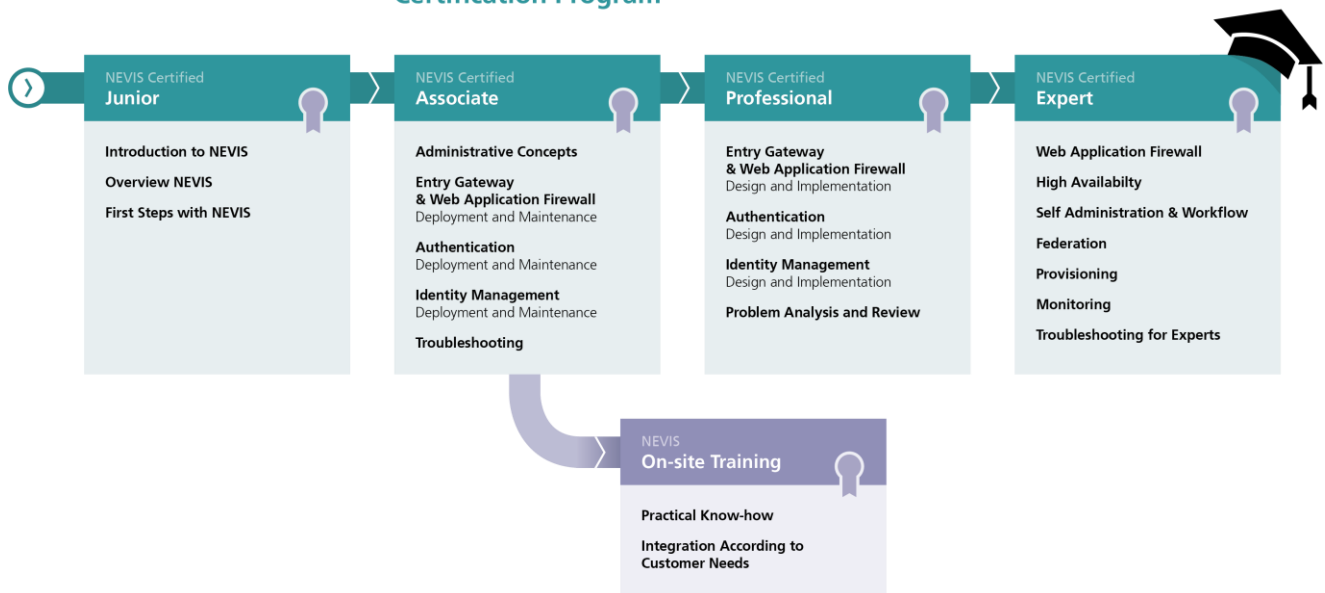 Certification Program
NEVIS Certified
Junior
Introduction to NEVIS
Overview NEVIS
First Steps with NEVIS
NEVIS Certified
Associate
Administrative Concepts
Entry Gateway
& Web Application Firewall
Deployment and Maintenance
Authentication
Deployment and Maintenance
Identity Management
Deployment and Maintenance
Troubleshooting
NEVIS Certified
Professional
Entry Gateway
& Web Application Firewall
Design and Implementation
Authentication
Design and Implementation
Identity Management
Design and Implementation
Problem Analysis and Review
NEVIS Certified
Expert
Web Application Firewall
High Availabilty
Self Administration & Workflow
Federation
Provisioning
Monitoring
Troubleshooting for Experts
NEVIS
On-site Training
Practical Know-how
Integration According to
Customer Needs